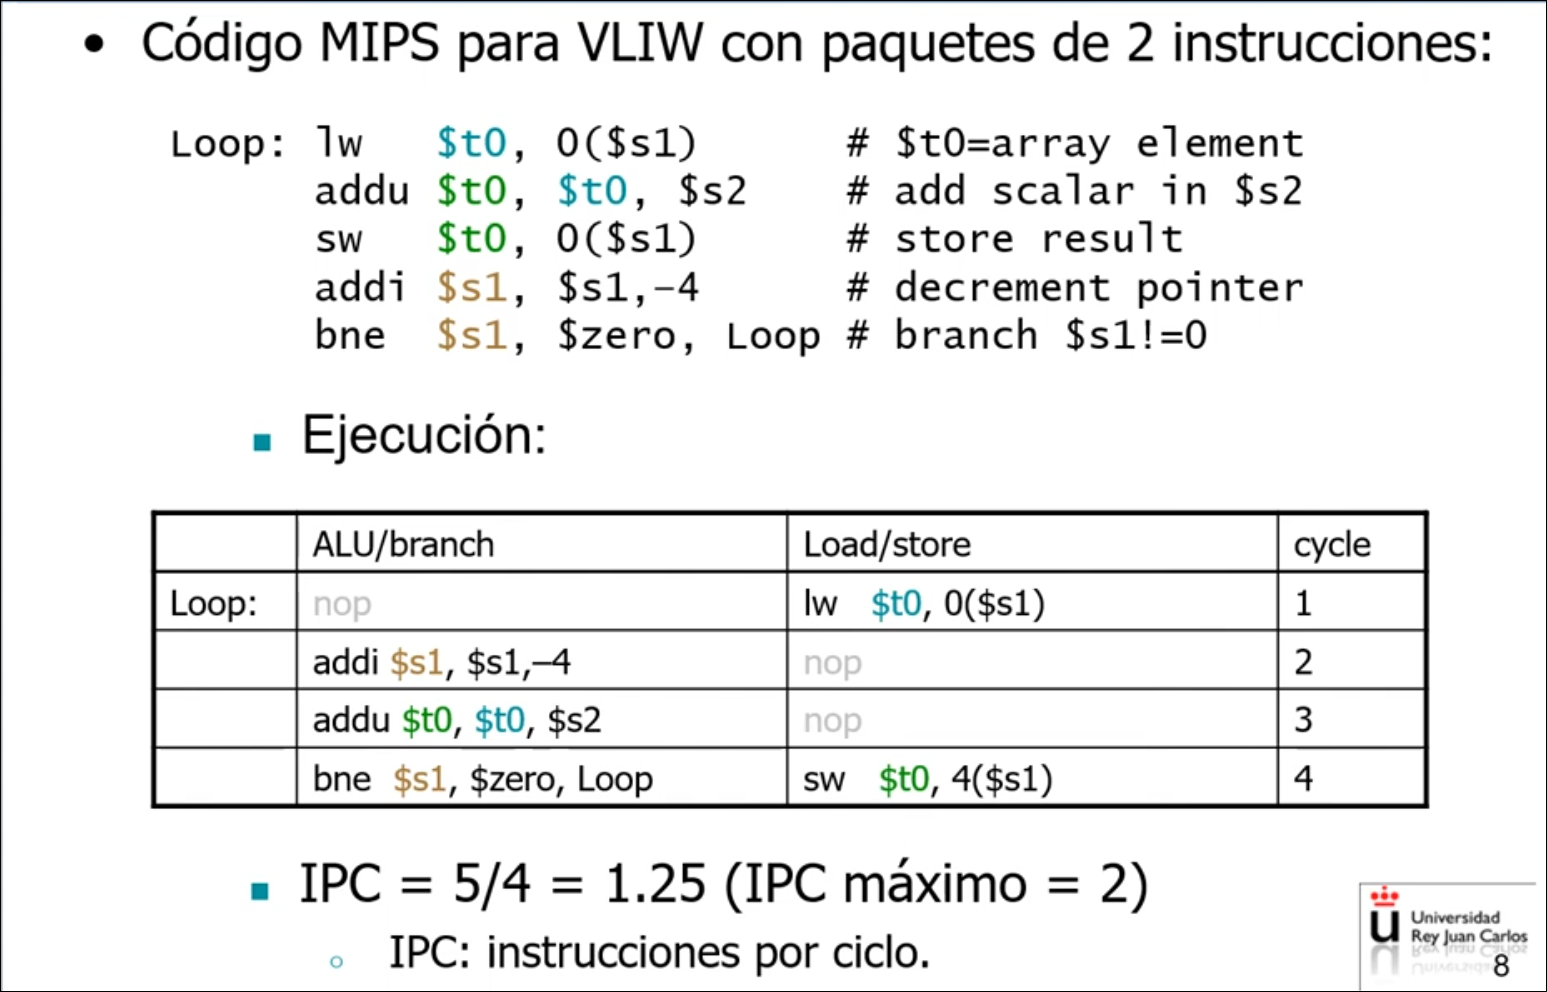 • Código MIPS para VLIW con paquetes de 2 instrucciones:
Loop: lw $t0, 0($s1) # $t0=array element
addu $t0, $t0, $s2 # add scalar in $s2
sw $t0, 0($s1) # store result
addi $s1, $s1,-4 # decrement pointer
bne $s1, $zero, Loop # branch $s1!=0
Ejecución:
ALU/branch Load/store cycle
Loop: nop lw $t0, 0($s1) 1
addi $s1, $s1,–4 nop 2
addu $t0, $t0, $s2 nop 3
bne $s1, $zero, Loop sw $t0, 4($s1) 4
IPC = 5/4 = 1.25 (IPC máximo = 2)
IPC: instrucciones por ciclo.
u Universidad
Rey Juan Carlos
8